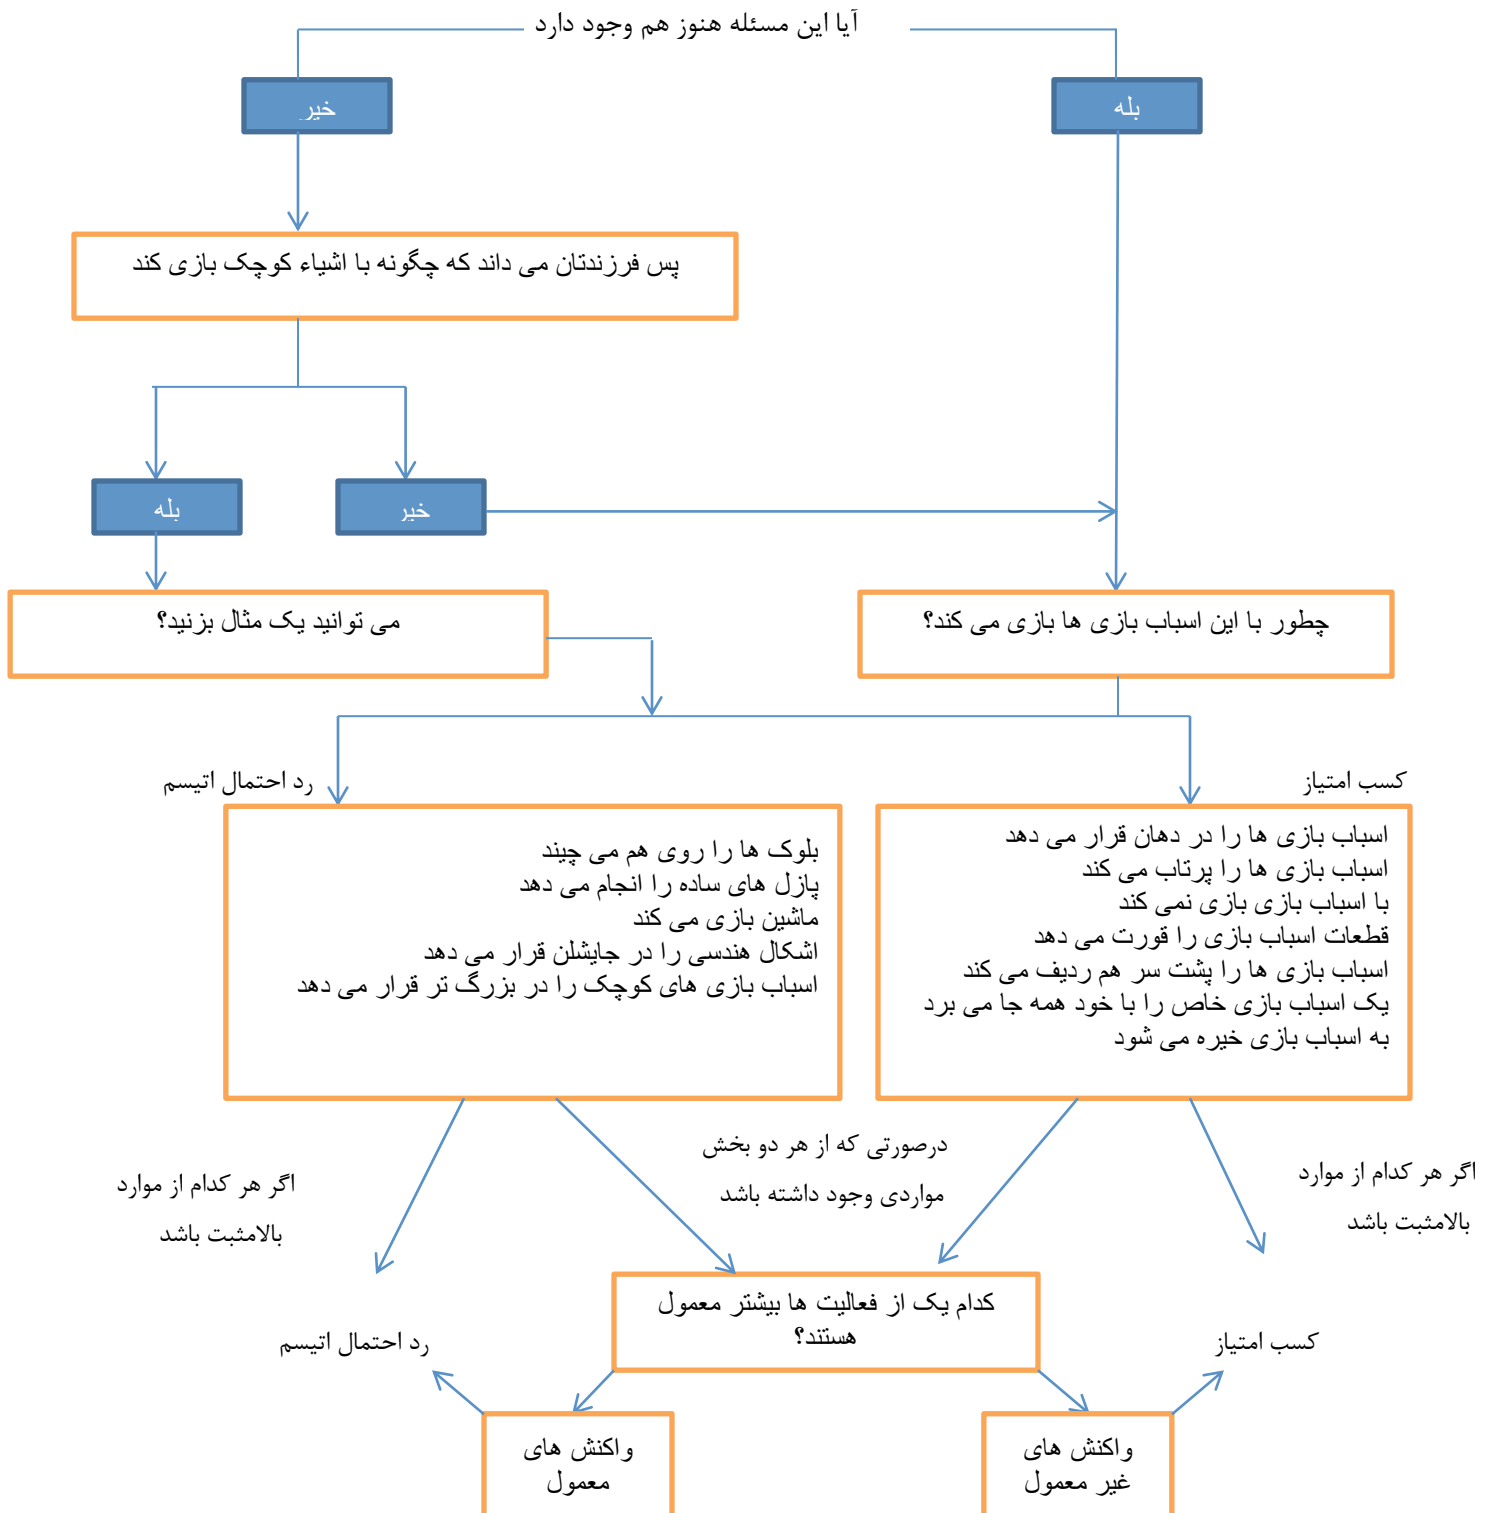 آیا این مسئله هنوز هم وجود دارد
بله
خیر
پس فرزندتان می داند که چگونه با اشیاء کوچک بازی کند
خیر
بله
چطور با این اسباب بازی ها بازی می کند؟
می توانید یک مثال بزنید؟
کسب امتیاز
رد احتمال اتیسم
اسباب بازی ها را در دهان قرار می دهد
اسباب بازی ها را پرتاب می کند
با اسباب بازی بازی نمی کند
قطعات اسباب بازی را قورت می دهد
اسباب بازی ها را پشت سر هم ردیف می کند
یک اسباب بازی خاص را با خود همه جا می برد
به اسباب بازی خیره می شود
بلوک ها را روی هم می چیند
پازل های ساده را انجام می دهد
ماشین بازی می کند
اشکال هندسی را در جایشلن قرار می دهد
اسباب بازی های کوچک را در بزرگ تر قرار می دهد
اگر هر کدام از موارد
بالامثبت باشد
درصورتی که از هر دو بخش
مواردی وجود داشته باشد
اگر هر کدام از موارد
بالامثبت باشد
کدام یک از فعالیت ها بیشتر معمول
هستند؟
کسب امتیاز
رد احتمال اتیسم
واکنش های
غیر معمول
واکنش های
معمول